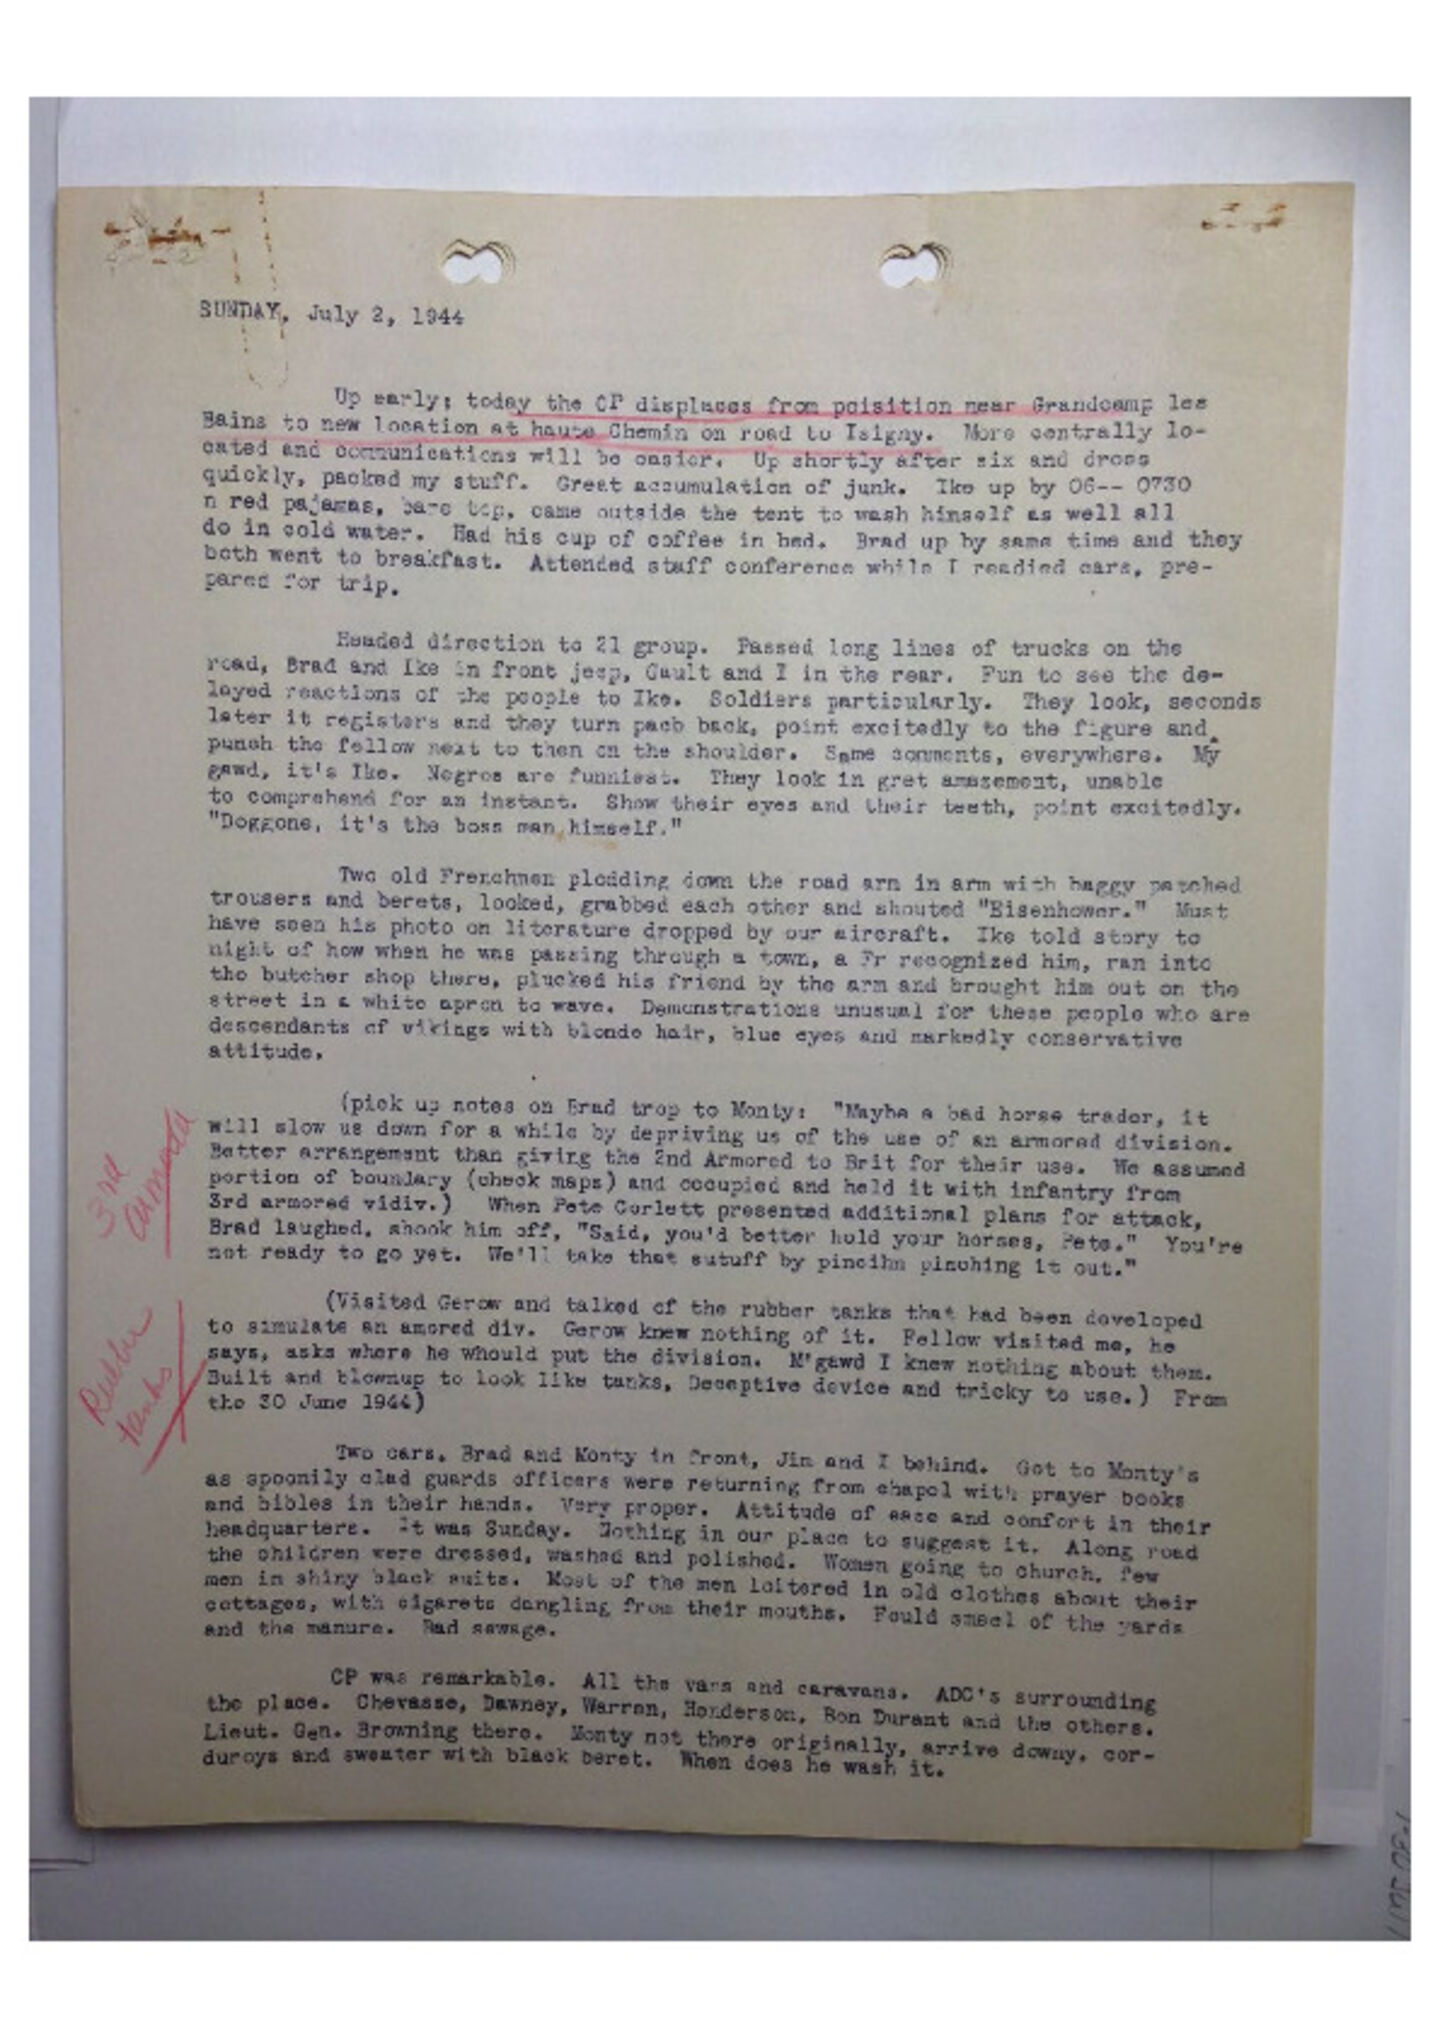 SUNDAY, July 2, 1944
Up early; today the CP displaces from poisition near Grandcamp les
Bains to new location at haute Chemin on road to Isigny. More centrally lo-
cated and communications will be easier. Up shortly after six and dress
quickly, packed my stuff. Great accumulation of junk. Ike up by 06-- 0730
n red pajamas, bare top, came outside the tent to wash himself as well all
do in cold water. Had his cup of coffee in bed. Brad up by same time and they
both went to breakfast. Attended staff conference while I readied cars, pre-
pared for trip.
Headed direction to 21 group. Passed long lines of trucks on the
road, Brad and Ike in front jeep, Gault and I in the rear. Fun to see the de-
layed reactions of the people to Ike. Soldiers particularly. They look, seconds
later it registers and they turn pacb back, point excitedly to the figure and
punch the fellow next to then on the shoulder. Same comments, everywhere. My
gawd, it's Ike. Negros are funniest. They look in gret amazement, unable
to comprehend for an instant. Show their eyes and their teeth, point excitedly.
"Doggone, it's the boss man himself."
Two old Frenchmen plodding down the road arm in arm with baggy patched
trousers and berets, looked, grabbed each other and shouted "Eisenhower." Must
have seen his photo on literature dropped by our aircraft. Ike told story to
night of how when he was passing through a town, a Fr recognized him, ran into
the butcher shop there, plucked his friend by the arm and brought him out on the
street in a white apron to wave. Demonstrations unusual for these people who are
descendants of vikings with blonde hair, blue eyes and markedly conservative
attitude.
(pick up notes on Brad trop to Monty: "Maybe a bad horse trader, it
will slow us down for a while by depriving us of the use of an armored division.
Better arrangement than giving the 2nd Armored to Brit for their use. We assumed
portion of boundary (check maps) and occupied and held it with infantry from
3rd armored vidiv.) When Pete Corlett presented additional plans for attack,
Brad laughed, shook him off, "Said, you'd better hold your horses, Pete." You're
not ready to go yet. We'll take that sutuff by pincihn pinching it out."
3rd
armored
(Visited Gerow and talked of the rubber tanks that had been developed
to simulate an amored div. Gerow knew nothing of it. Fellow visited me, he
says, asks where he whould put the division. M'gawd I knew nothing about them.
Built and blownup to look like tanks, Deceptive device and tricky to use.) From
the 30 June 1944)
Rubber
tanks
Two cars. Brad and Monty in front, Jim and I behind. Got to Monty's
as spoonily clad guards officers were returning from chapel with prayer books
and bibles in their hands. Very proper. Attitude of ease and comfort in their
headquarters. It was Sunday. Nothing in our place to suggest it. Along road
the children were dressed, washed and polished. Women going to church, few
men in shiny black suits. Most of the men loitered in old clothes about their
cottages, with cigarets dangling from their mouths. Fould smeel of the yards
and the manure. Bad sewage.
CP was remarkable. All the vans and caravans. ADC's surrounding
the place. Chevasse, Dawney, Warren, Henderson, Bon Durant and the others.
Lieut. Gen. Browning there. Monty not there originally, arrive downy, cor-
duroys and sweater with black beret. When does he wash it.